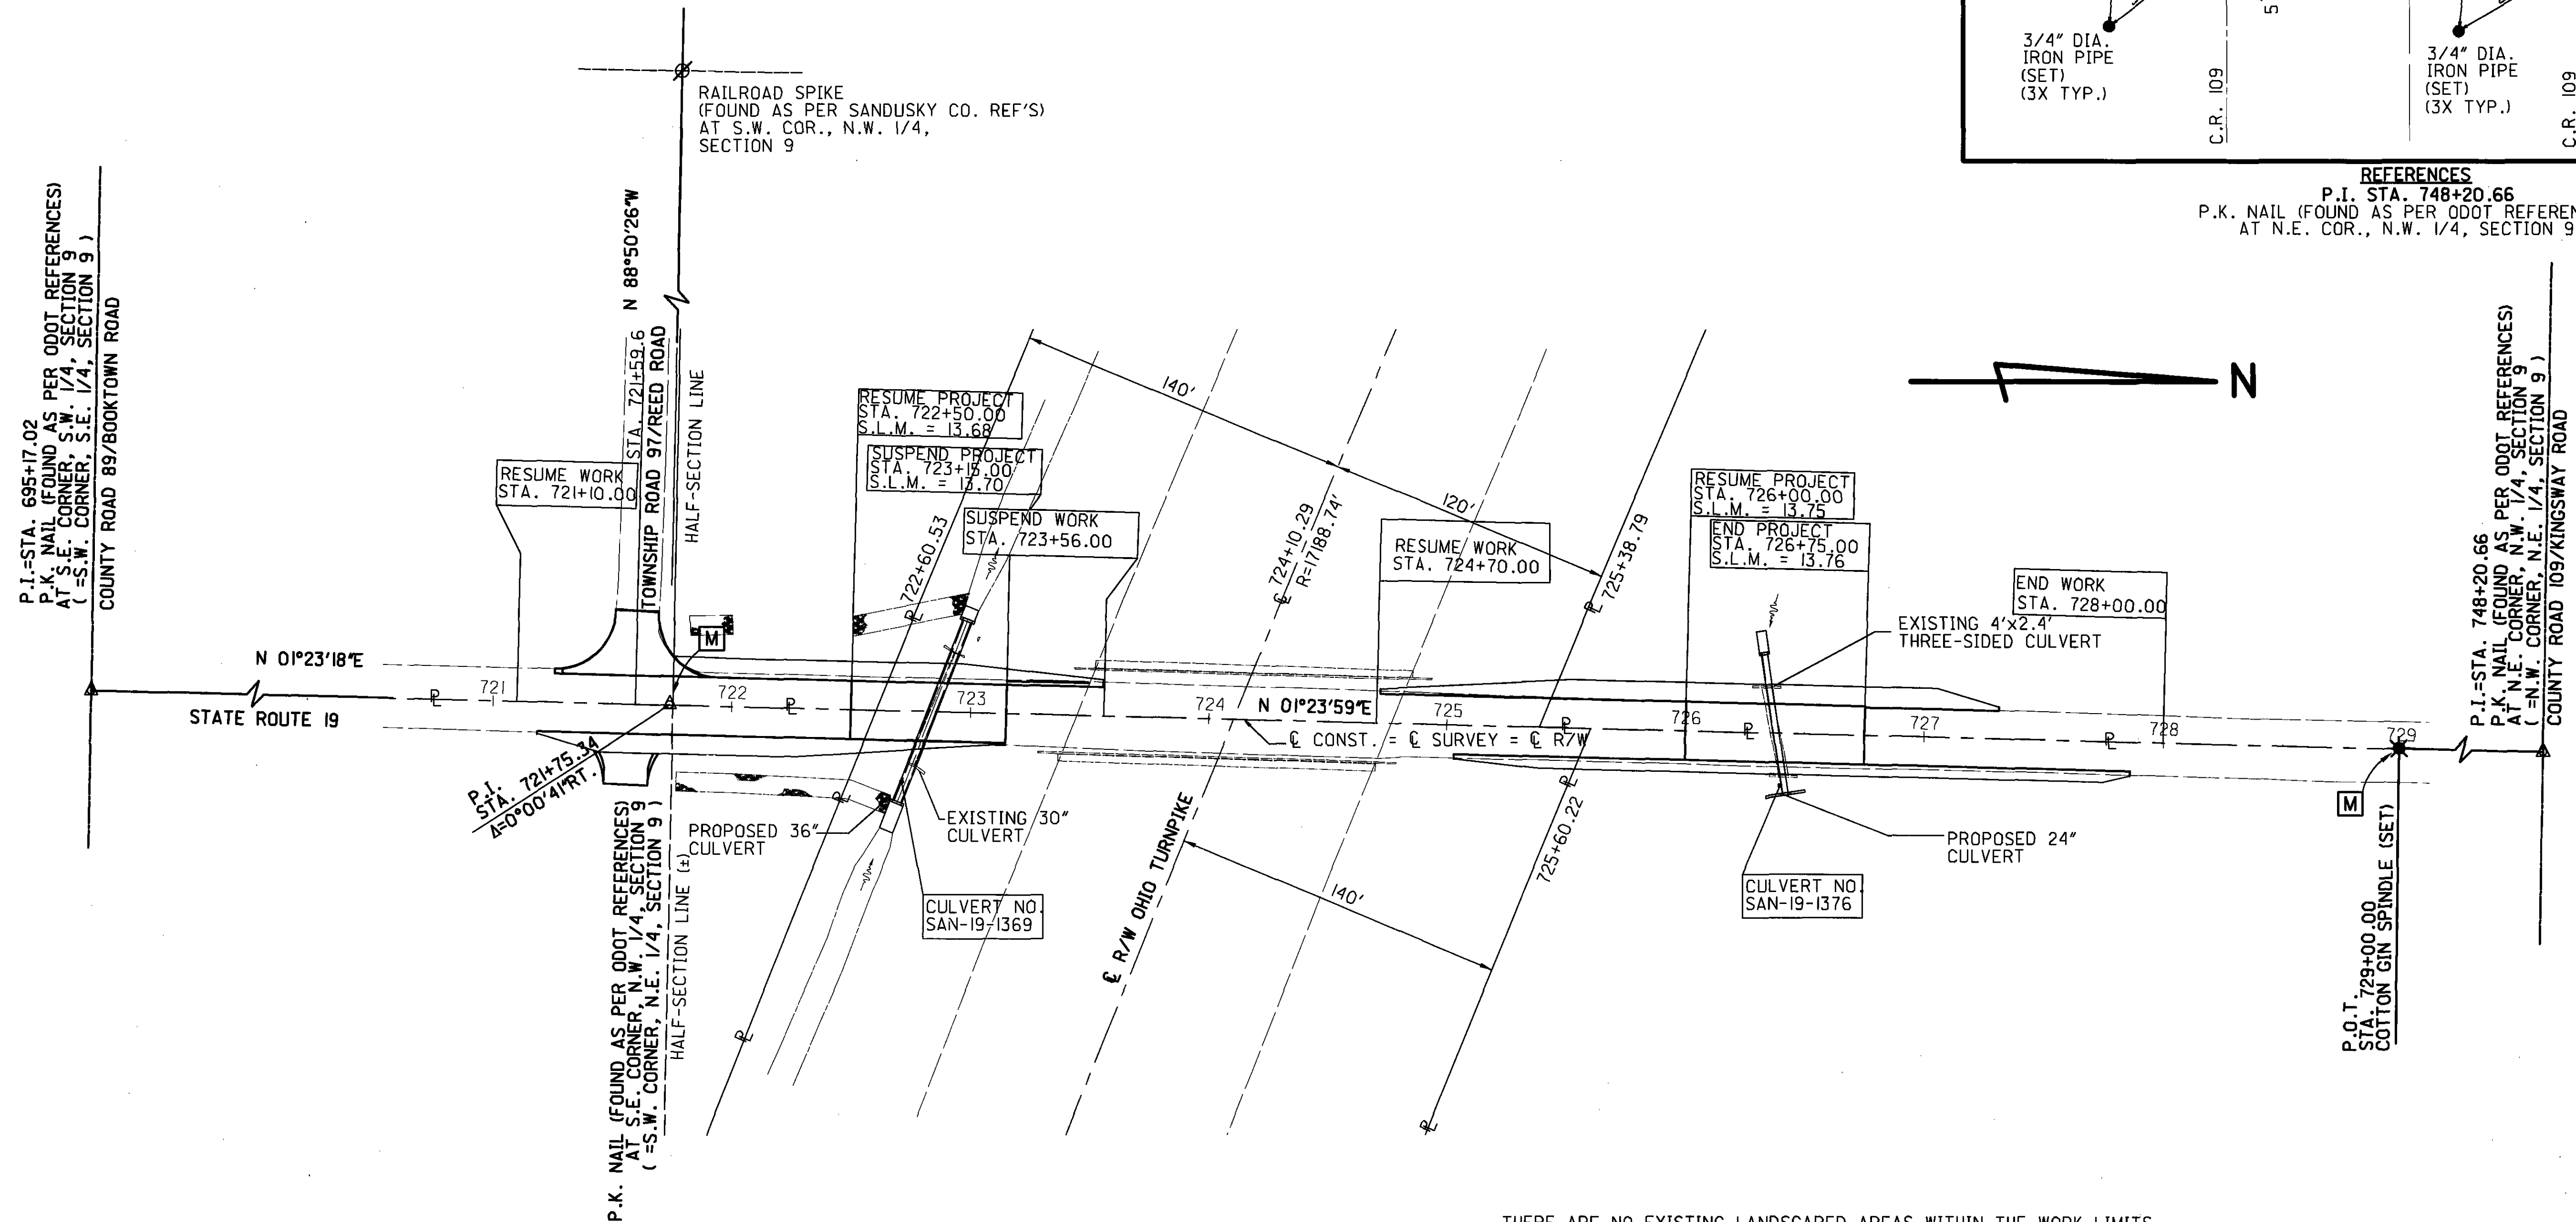 3/4" DIA.
IRON PIPE
(SET)
(3X TYP.)
C.R. 109
3/4" DIA.
IRON PIPE
(SET)
(3X TYP.)
C.R. 109
REFERENCES
P.I. STA. 748+20.66
P.K. NAIL (FOUND AS PER ODOT
AT N.E. COR., N.W. 1/4, SECTION 9
RAILROAD SPIKE
(FOUND AS PER SANDUSKY CO. REF'S)
AT S.W. COR., N.W. 1/4,
SECTION 9
P.I.=STA. 695+17.02
P.K. NAIL (FOUND AS PER ODOT REFERENCES)
AT S.E. CORNER, S.W. 1/4, SECTION 9
( =S.W. CORNER, S.E. 1/4, SECTION 9 )
COUNTY ROAD 89/BOOKTOWN ROAD
N 88°50'26"W
STA. 721+59.6
TOWNSHIP ROAD 97/REED ROAD
HALF-SECTION LINE
RESUME WORK
STA. 721+10.00
RESUME PROJECT
STA. 722+50.00
S.L.M. = 13.68
SUSPEND PROJECT
STA. 723+15.00
S.L.M. = 13.70
SUSPEND WORK
STA. 723+56.00
722+60.53
140'
120'
724+10.29
℄ R=17188.74'
RESUME WORK
STA. 724+70.00
725+38.79
RESUME PROJECT
STA. 726+00.00
S.L.M. = 13.75
END PROJECT
STA. 726+75.00
S.L.M. = 13.76
END WORK
STA. 728+00.00
EXISTING 4'x2.4'
THREE-SIDED CULVERT
N
P.I.=STA. 748+20.66
P.K. NAIL (FOUND AS PER ODOT REFERENCES)
AT N.E. CORNER, N.W. 1/4, SECTION 9
( =N.W. CORNER, N.E. 1/4, SECTION 9 )
COUNTY ROAD 109/KINGSWAY ROAD
M
N 01°23'18"E
STATE ROUTE 19
721
722
723
724
N 01°23'59"E
725
726
727
728
729
℄ CONST. = ℄ SURVEY = ℄ R/W
P.I.
STA. 721+75.34
Δ=0°00'41"RT.
P.K. NAIL (FOUND AS PER ODOT REFERENCES)
AT S.E. CORNER, N.W. 1/4, SECTION 9
( =S.W. CORNER, N.E. 1/4, SECTION 9 )
HALF-SECTION LINE (±)
PROPOSED 36"
CULVERT
EXISTING 30"
CULVERT
CULVERT NO.
SAN-19-1369
℄ R/W OHIO TURNPIKE
140'
725+60.22
PROPOSED 24"
CULVERT
CULVERT NO.
SAN-19-1376
M
P.O.T.
STA. 729+00.00
COTTON GIN SPINDLE (SET)
THERE ARE NO EXISTING LANDSCAPED AREAS WITHIN THE WORK LIMITS